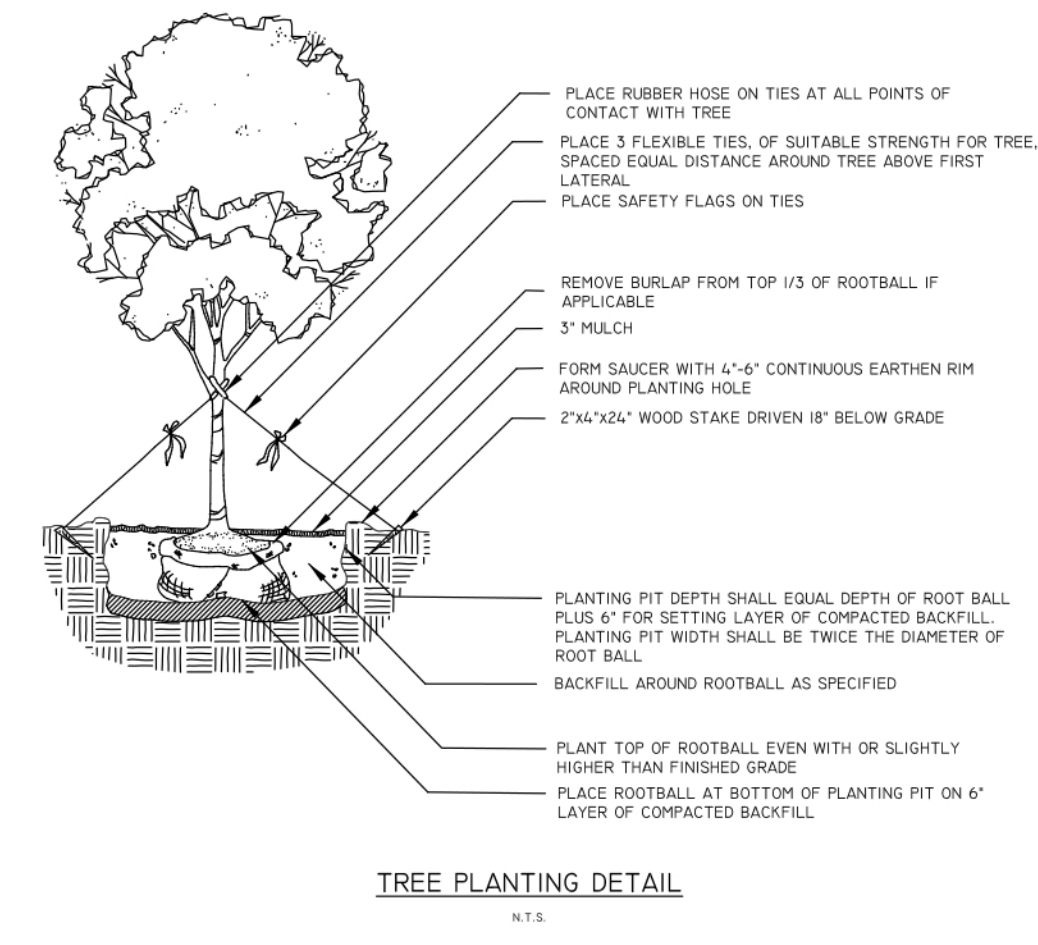 PLACE RUBBER HOSE ON TIES AT ALL POINTS OF
CONTACT WITH TREE
PLACE 3 FLEXIBLE TIES, OF SUITABLE STRENGTH FOR TREE,
SPACED EQUAL DISTANCE AROUND TREE ABOVE FIRST
LATERAL
PLACE SAFETY FLAGS ON TIES
REMOVE BURLAP FROM TOP 1/3 OF ROOTBALL IF
APPLICABLE
3" MULCH
FORM SAUCER WITH 4"-6" CONTINUOUS EARTHEN RIM
AROUND PLANTING HOLE
2"x4"x24" WOOD STAKE DRIVEN 18" BELOW GRADE
PLANTING PIT DEPTH SHALL EQUAL DEPTH OF ROOT BALL
PLUS 6" FOR SETTING LAYER OF COMPACTED BACKFILL.
PLANTING PIT WIDTH SHALL BE TWICE THE DIAMETER OF
ROOT BALL
BACKFILL AROUND ROOTBALL AS SPECIFIED
PLANT TOP OF ROOTBALL EVEN WITH OR SLIGHTLY
HIGHER THAN FINISHED GRADE
PLACE ROOTBALL AT BOTTOM OF PLANTING PIT ON 6"
LAYER OF COMPACTED BACKFILL
TREE PLANTING DETAIL
N.T.S.